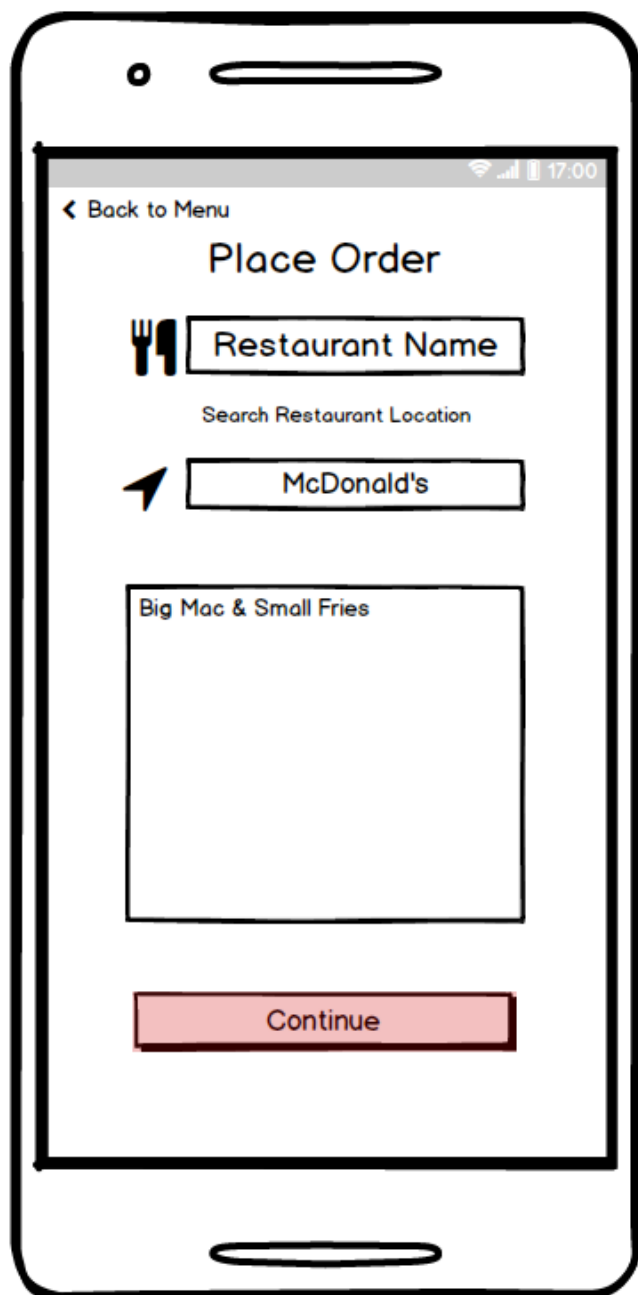 17:00
Back to Menu
Place Order
Restaurant Name
Search Restaurant Location
McDonald's
Big Mac & Small Fries
Continue